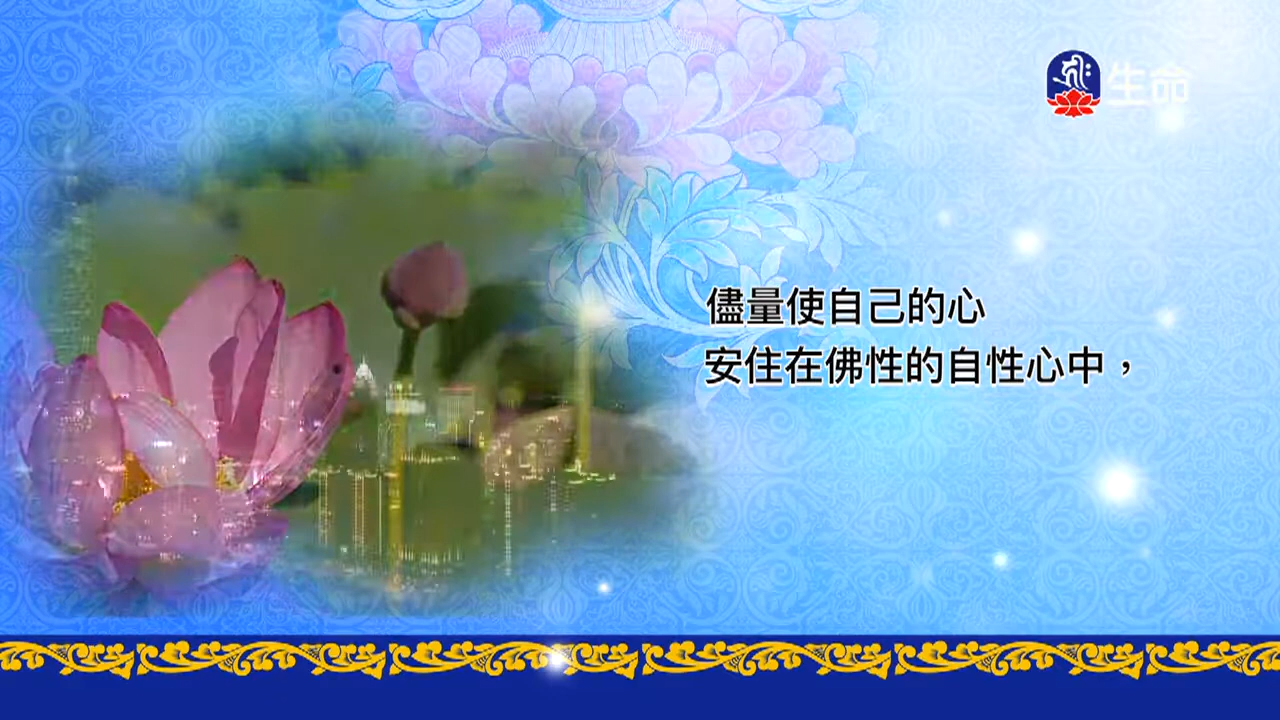 生命
儘量使自己的心
安住在佛性的自性心中，